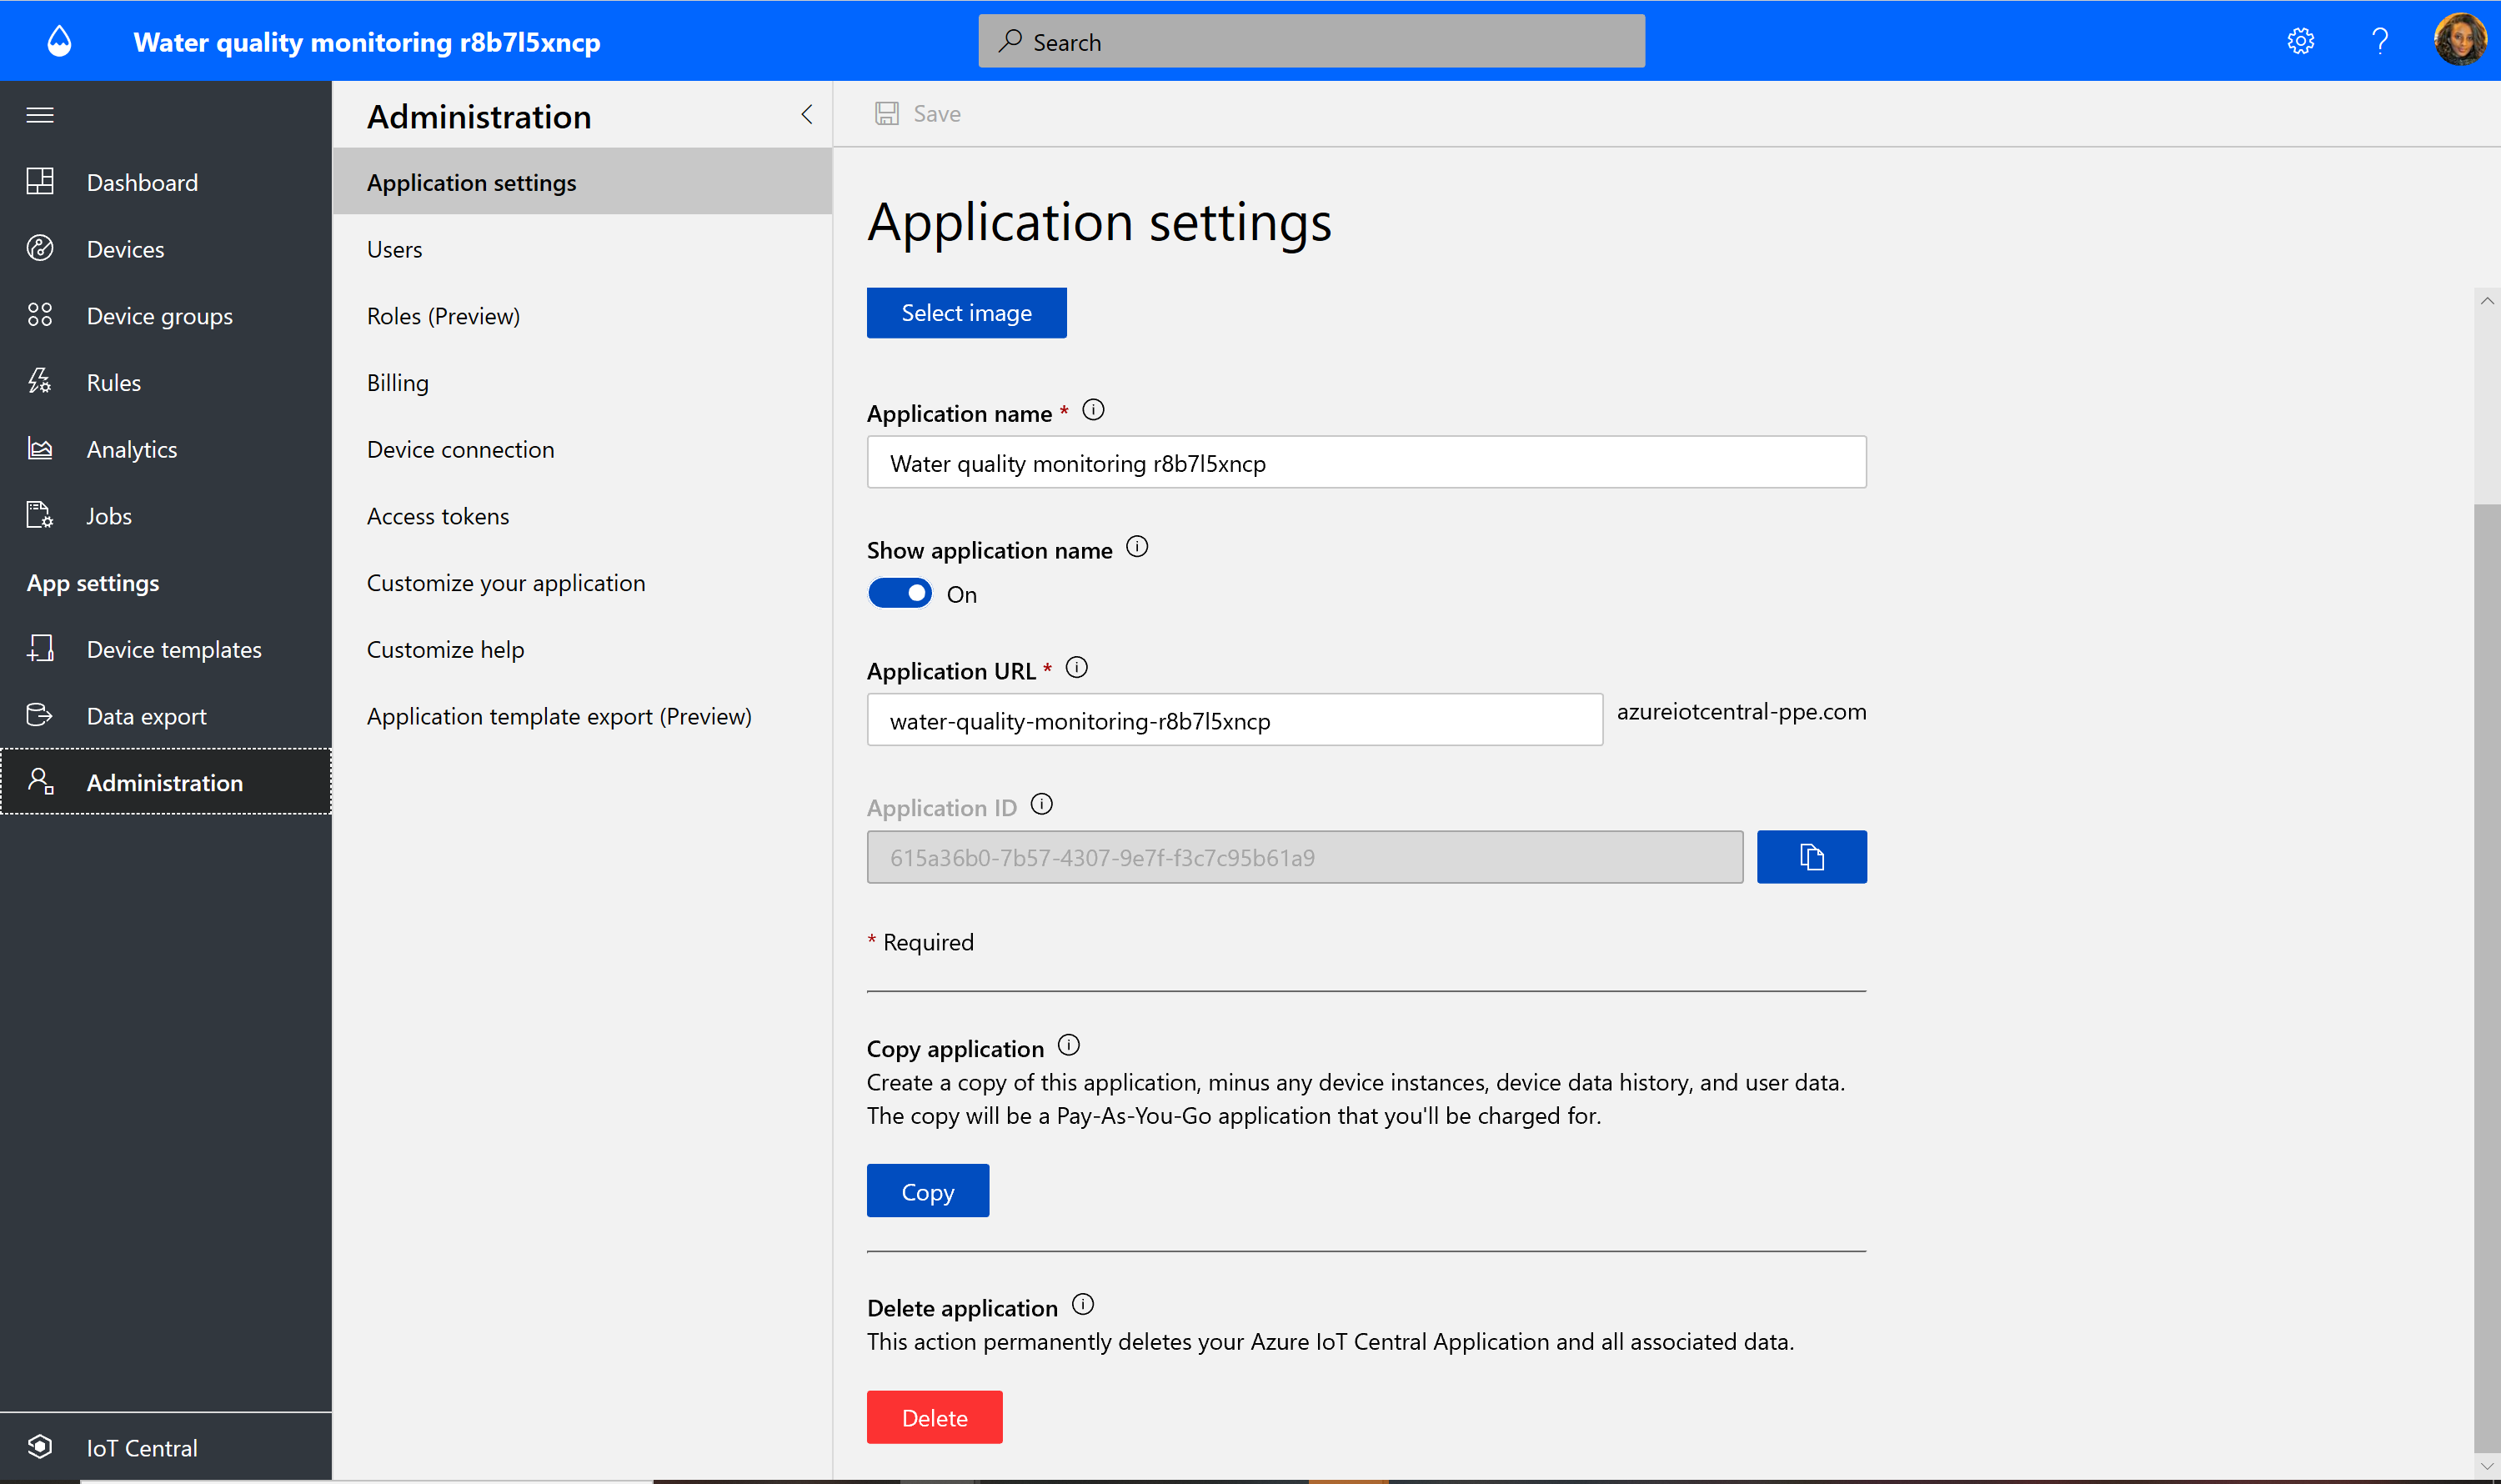 Water quality monitoring r8b7l5xncp
Search
Dashboard
Devices
Device groups
Rules
Analytics
Jobs
App settings
Device templates
Data export
Administration
IoT Central
Administration
Application settings
Users
Roles (Preview)
Billing
Device connection
Access tokens
Customize your application
Customize help
Application template export (Preview)
Save
Application settings
Select image
Application name *
Water quality monitoring r8b7l5xncp
Show application name
On
Application URL *
water-quality-monitoring-r8b7l5xncp azureiotcentral-ppe.com
Application ID
615a36b0-7b57-4307-9e7f-f3c7c95b61a9
* Required
Copy application
Create a copy of this application, minus any device instances, device data history, and user data.
The copy will be a Pay-As-You-Go application that you'll be charged for.
Copy
Delete application
This action permanently deletes your Azure IoT Central Application and all associated data.
Delete